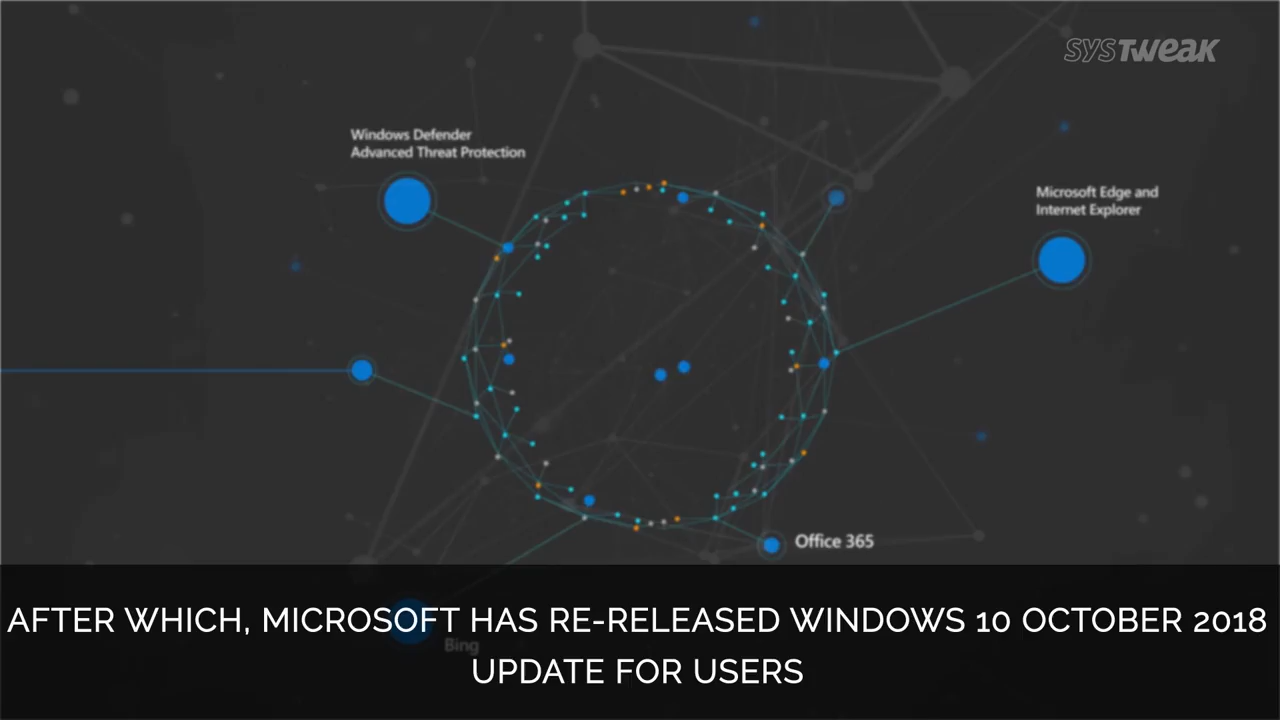 SYSTWEAK
Windows Defender
Advanced Threat Protection
Microsoft Edge and
Internet Explorer
Office 365
AFTER WHICH, MICROSOFT HAS RE-RELEASED WINDOWS 10 OCTOBER 2018
Bing
UPDATE FOR USERS